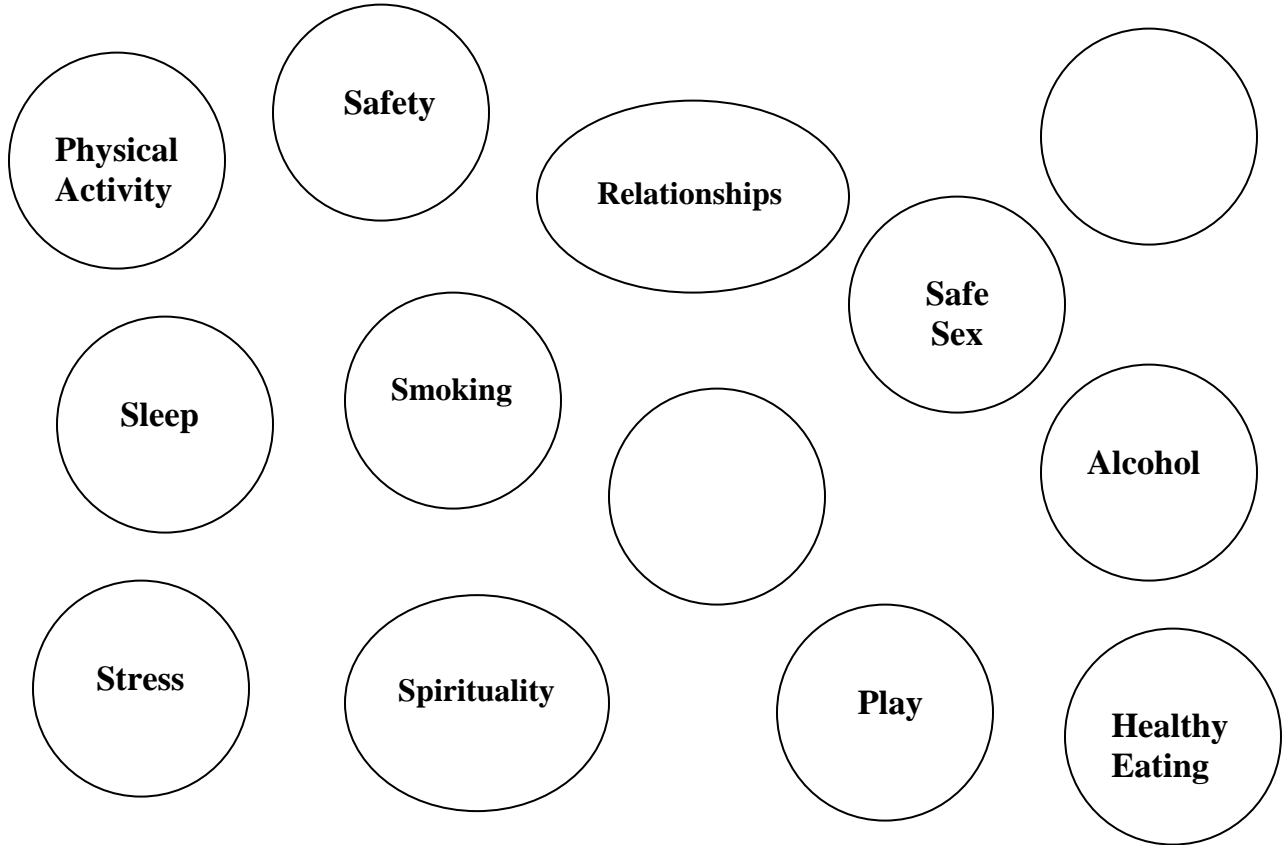 Safety
Physical
Activity
Relationships
Safe
Sex
Smoking
Sleep
Alcohol
Stress
Spirituality
Play
Healthy
Eating